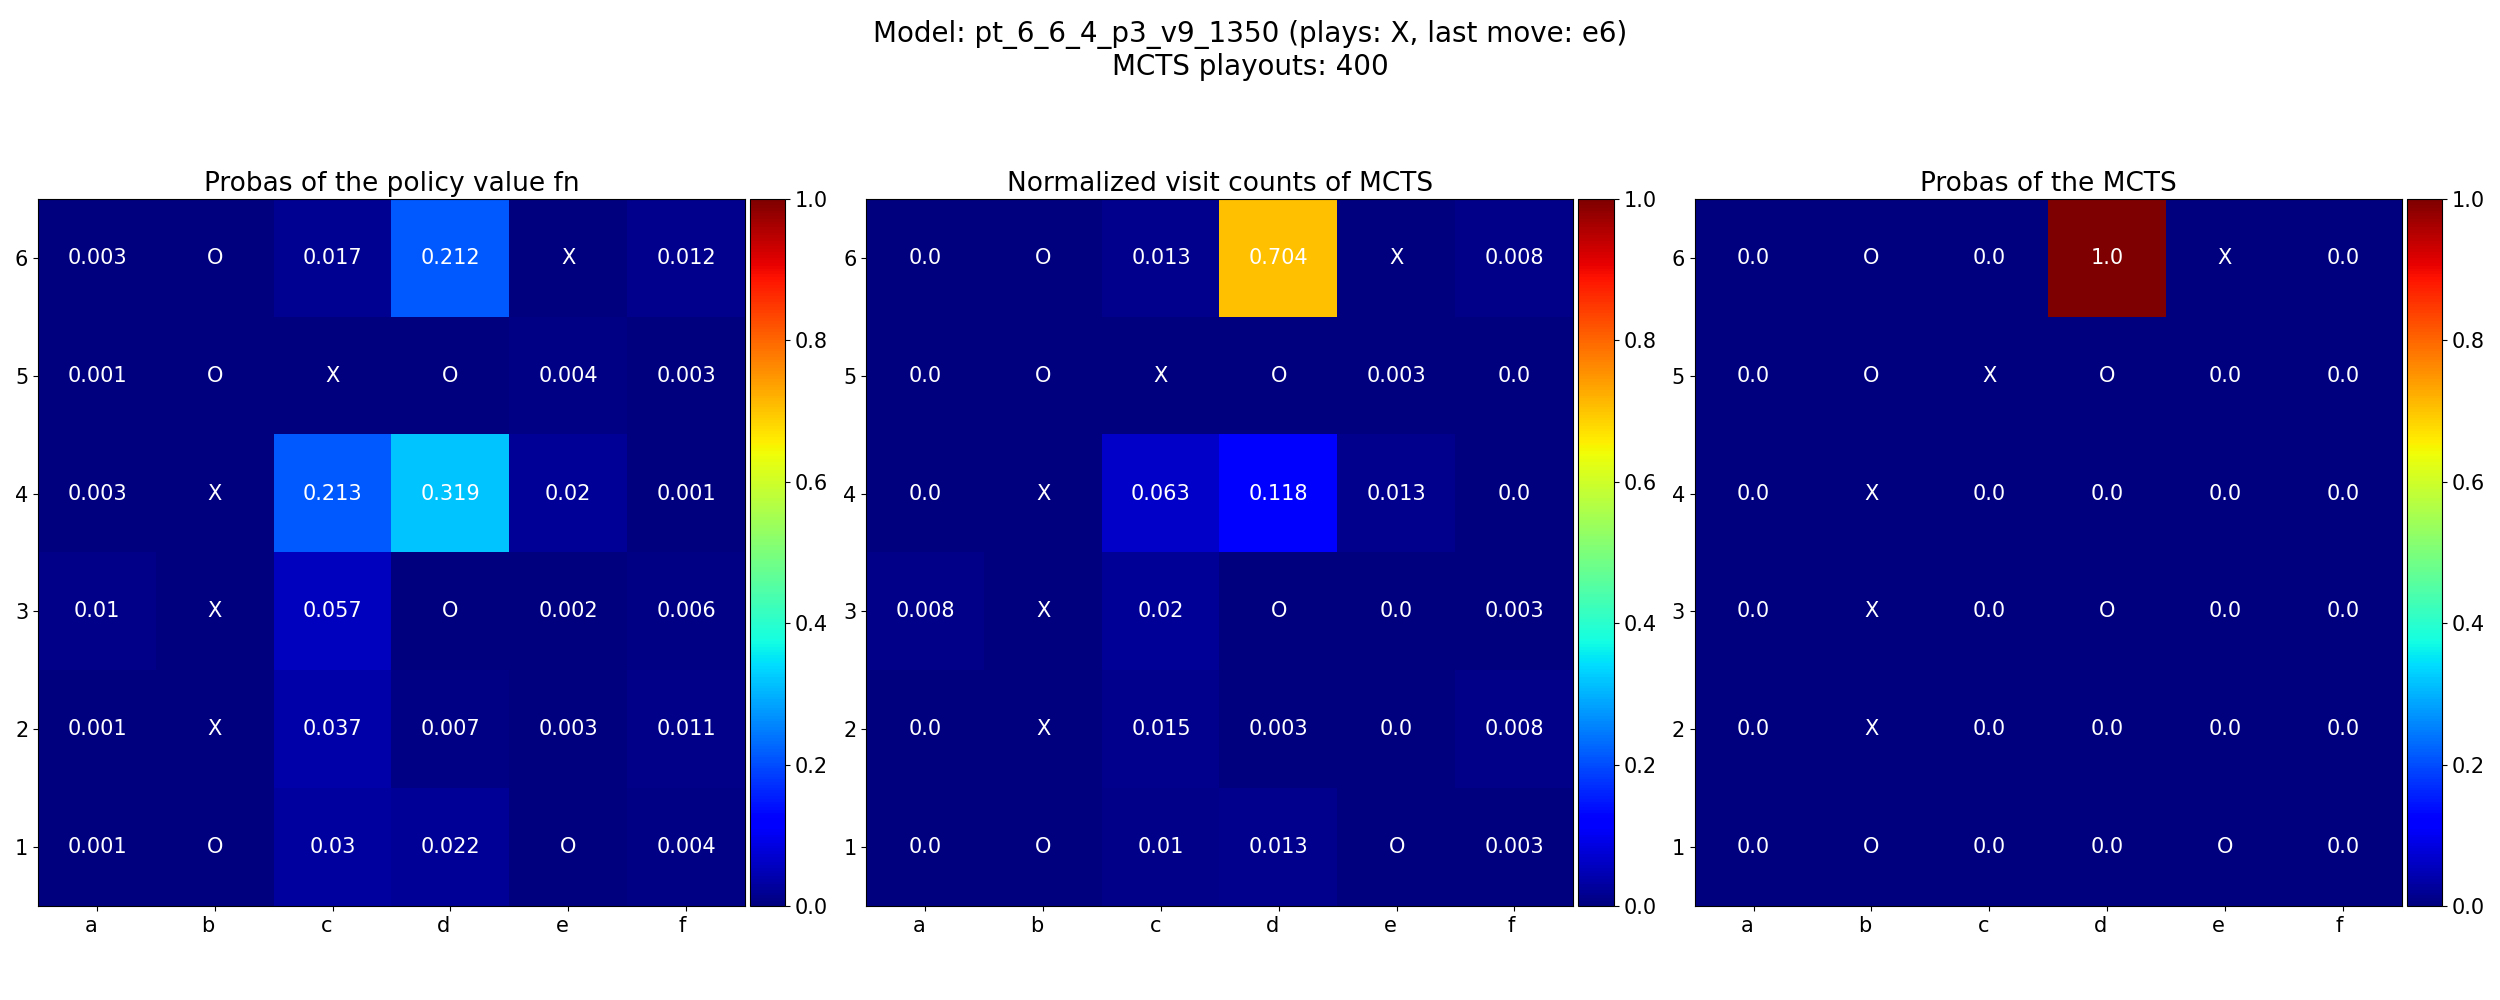 Model: pt_6_6_4_p3_v9_1350 (plays: X, last move: e6)
MCTS playouts: 400
Probas of the policy value fn
6 0.003 O 0.017 0.212 X 0.012
5 0.001 O X O 0.004 0.003
4 0.003 X 0.213 0.319 0.02 0.001
3 0.01 X 0.057 O 0.002 0.006
2 0.001 X 0.037 0.007 0.003 0.011
1 0.001 O 0.03 0.022 O 0.004
a b c d e f
1.0
0.8
0.6
0.4
0.2
0.0
Normalized visit counts of MCTS
6 0.0 O 0.013 0.704 X 0.008
5 0.0 O X O 0.003 0.0
4 0.0 X 0.063 0.118 0.013 0.0
3 0.008 X 0.02 O 0.0 0.003
2 0.0 X 0.015 0.003 0.0 0.008
1 0.0 O 0.01 0.013 O 0.003
a b c d e f
1.0
0.8
0.6
0.4
0.2
0.0
Probas of the MCTS
6 0.0 O 0.0 1.0 X 0.0
5 0.0 O X O 0.0 0.0
4 0.0 X 0.0 0.0 0.0 0.0
3 0.0 X 0.0 O 0.0 0.0
2 0.0 X 0.0 0.0 0.0 0.0
1 0.0 O 0.0 0.0 O 0.0
a b c d e f
1.0
0.8
0.6
0.4
0.2
0.0